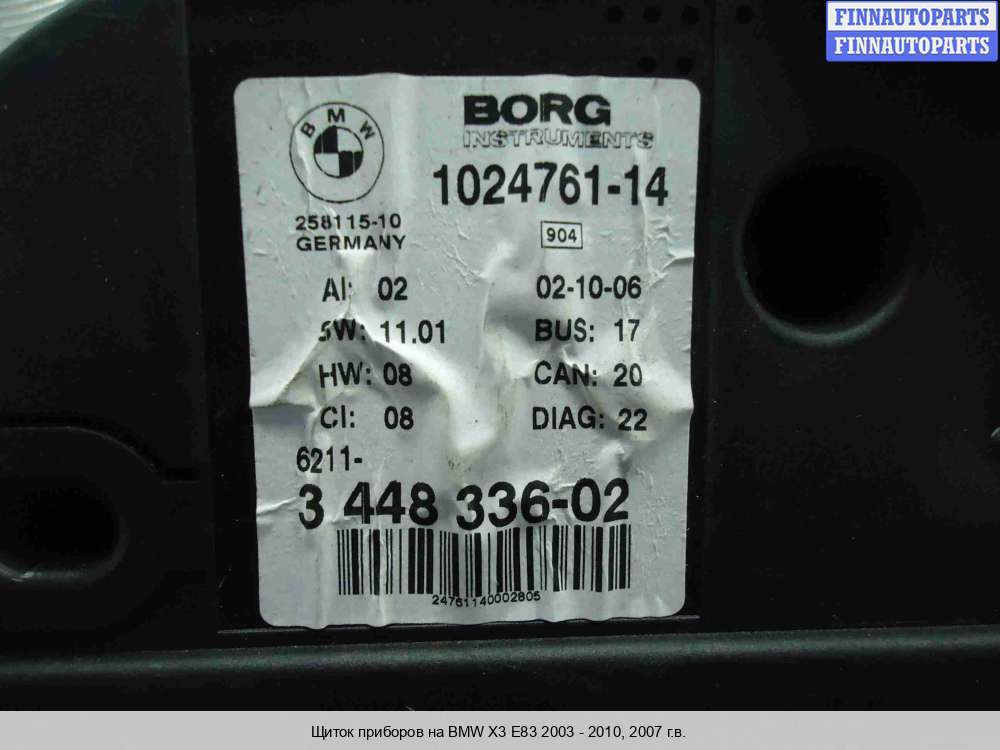 FINNAUTOPARTS
FINNAUTOPARTS
BMW
BORG
INSTRUMENTS
1024761-14
258115-10
GERMANY
904
AI: 02
02-10-06
SW: 11.01
BUS: 17
HW: 08
CAN: 20
CI: 08
DIAG: 22
6211-
3 448 336-02
24761140002805
Щиток приборов на BMW X3 E83 2003 - 2010, 2007 г.в.